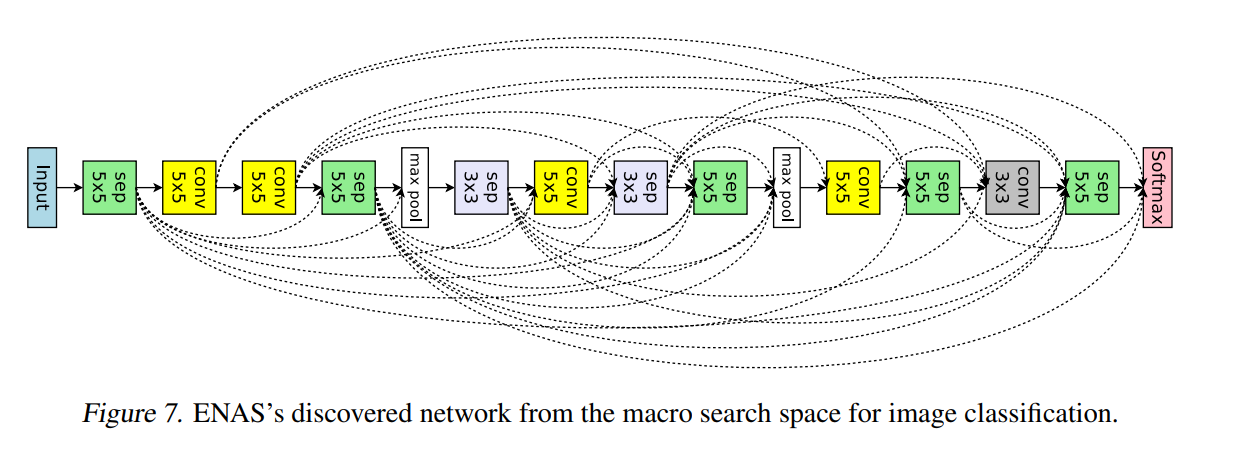 Input
sep
5x5
conv
5x5
conv
5x5
sep
5x5
max pool
sep
3x3
conv
5x5
sep
3x3
sep
5x5
max pool
conv
5x5
sep
5x5
conv
3x3
sep
5x5
Softmax
Figure 7. ENAS's discovered network from the macro search space for image classification.